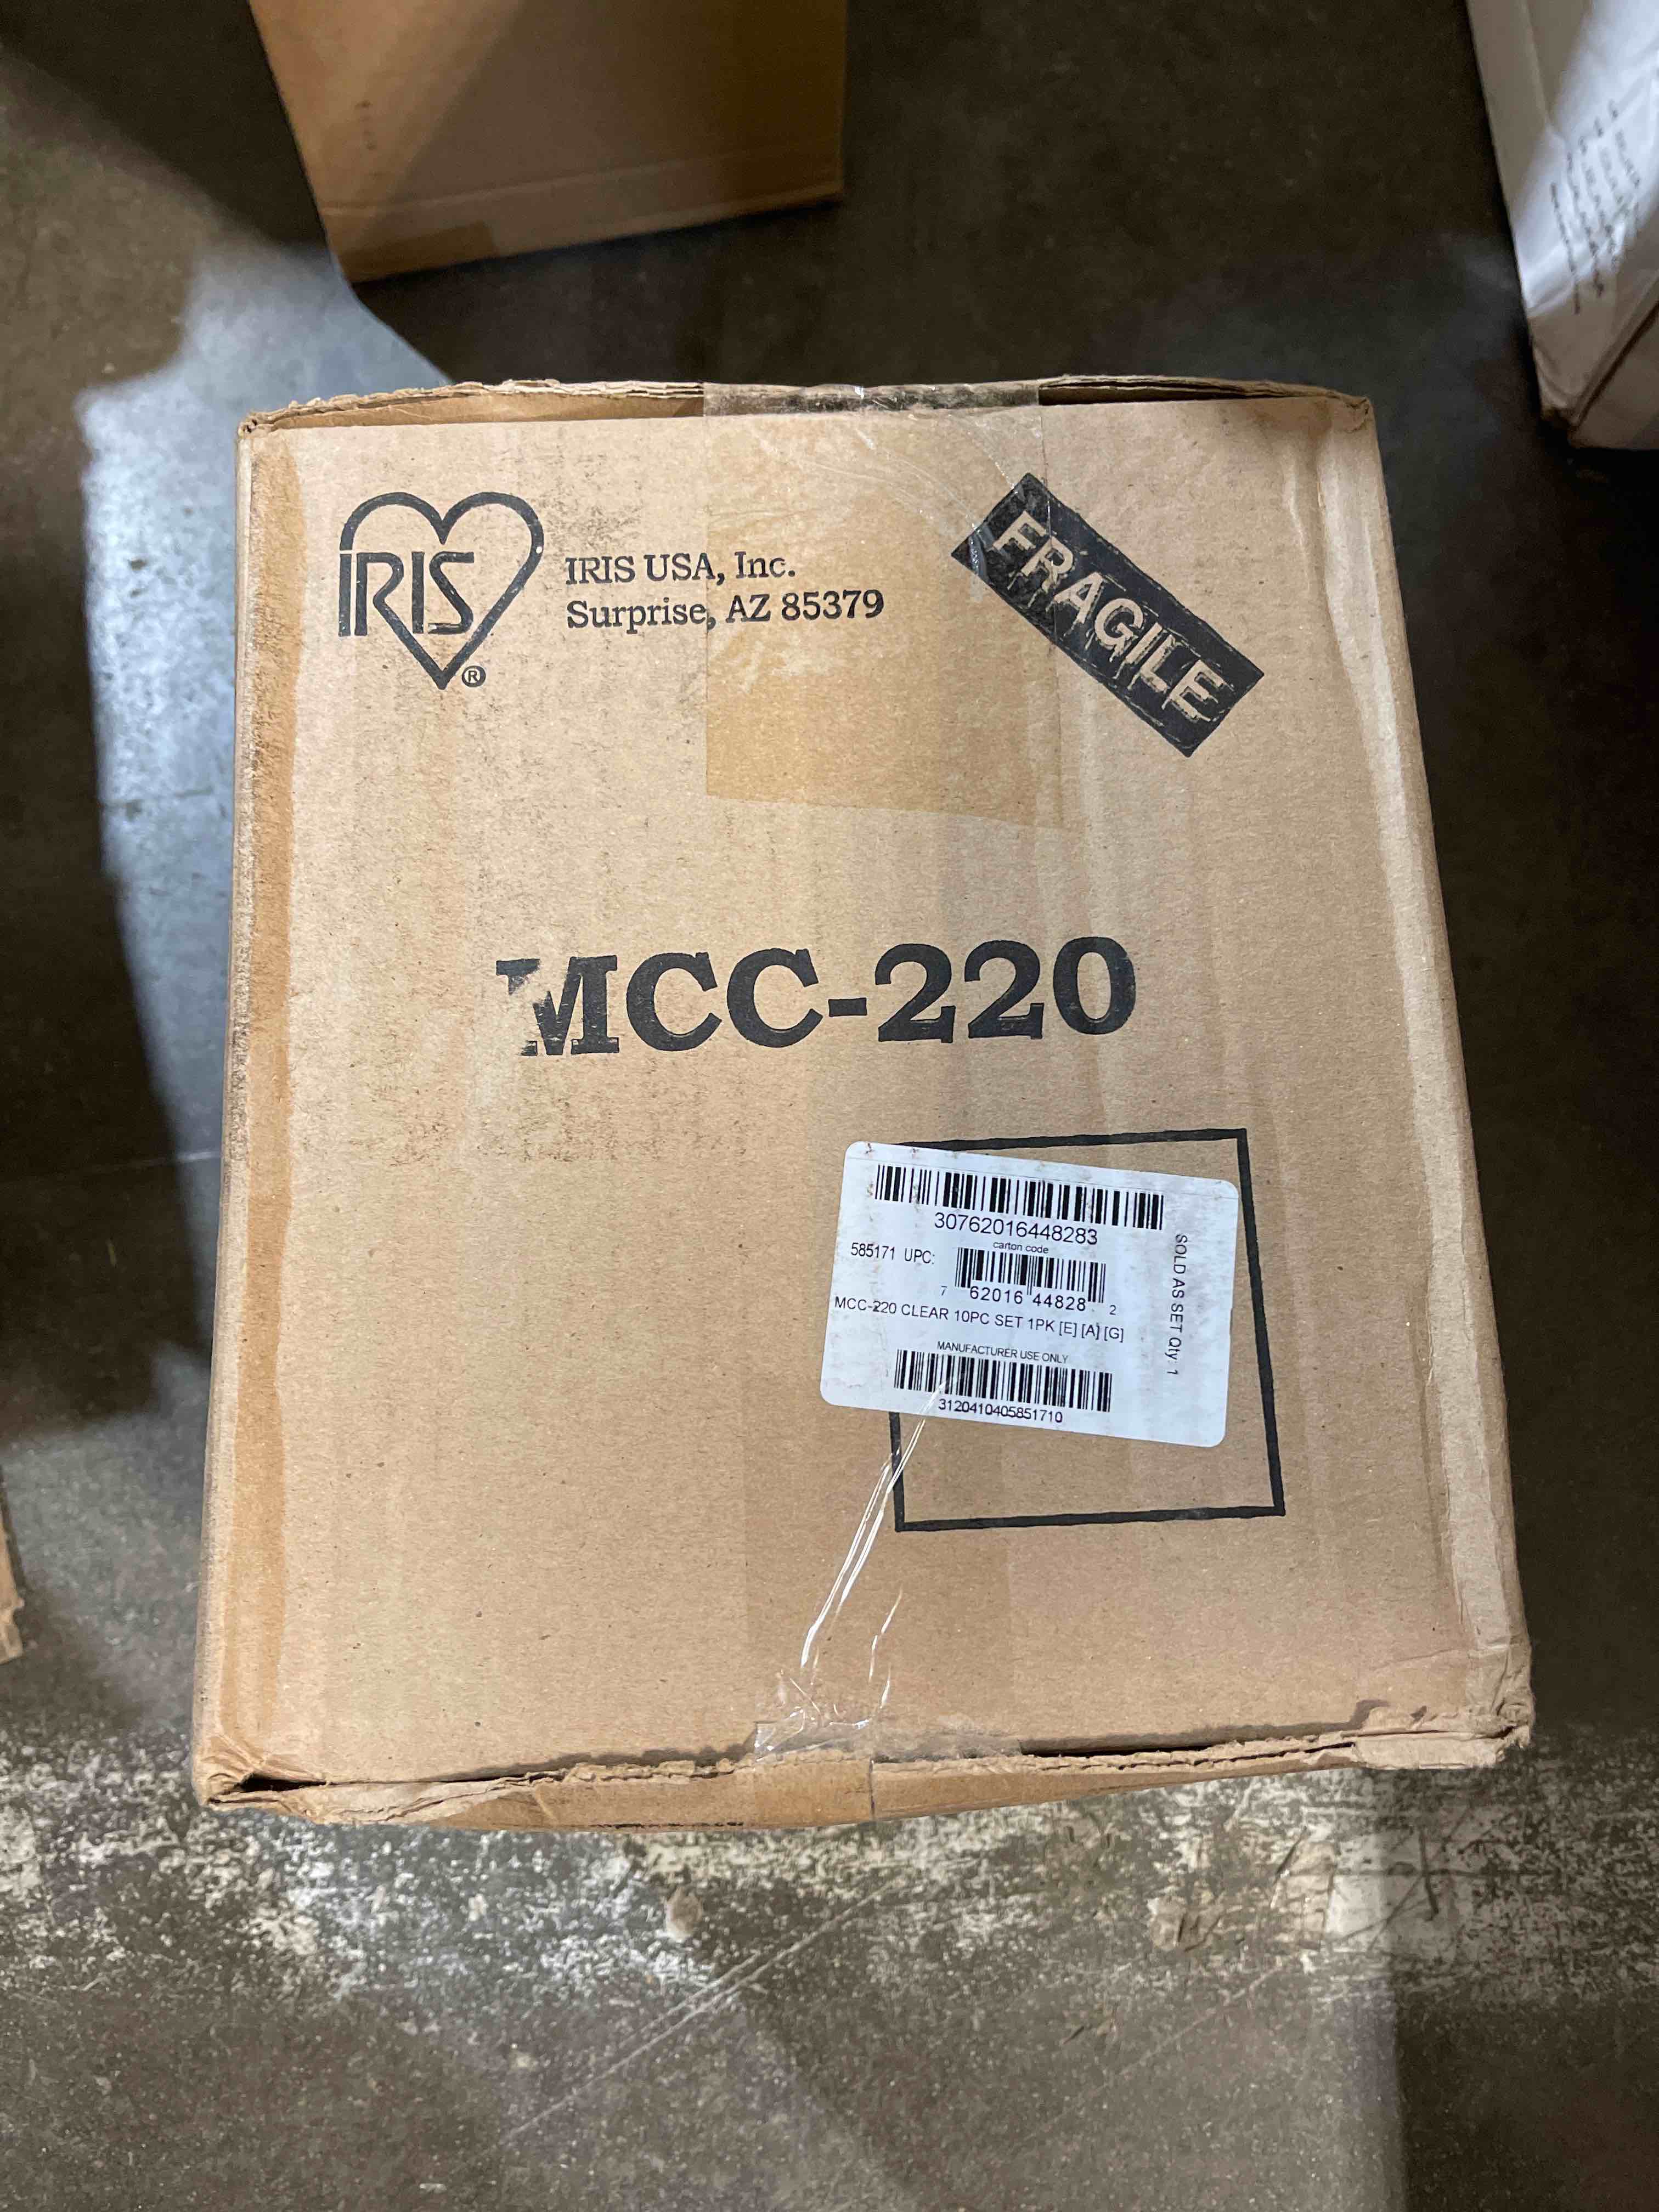 IRIS
®
IRIS USA, Inc.
Surprise, AZ 85379
FRAGILE
MCC-220
30762016448283
carton code
585171 UPC:
7 62016 44828 2
MCC-220 CLEAR 10PC SET 1PK [E] [A] [G]
MANUFACTURER USE ONLY
3120410405851710
SOLD AS SET Qty 1